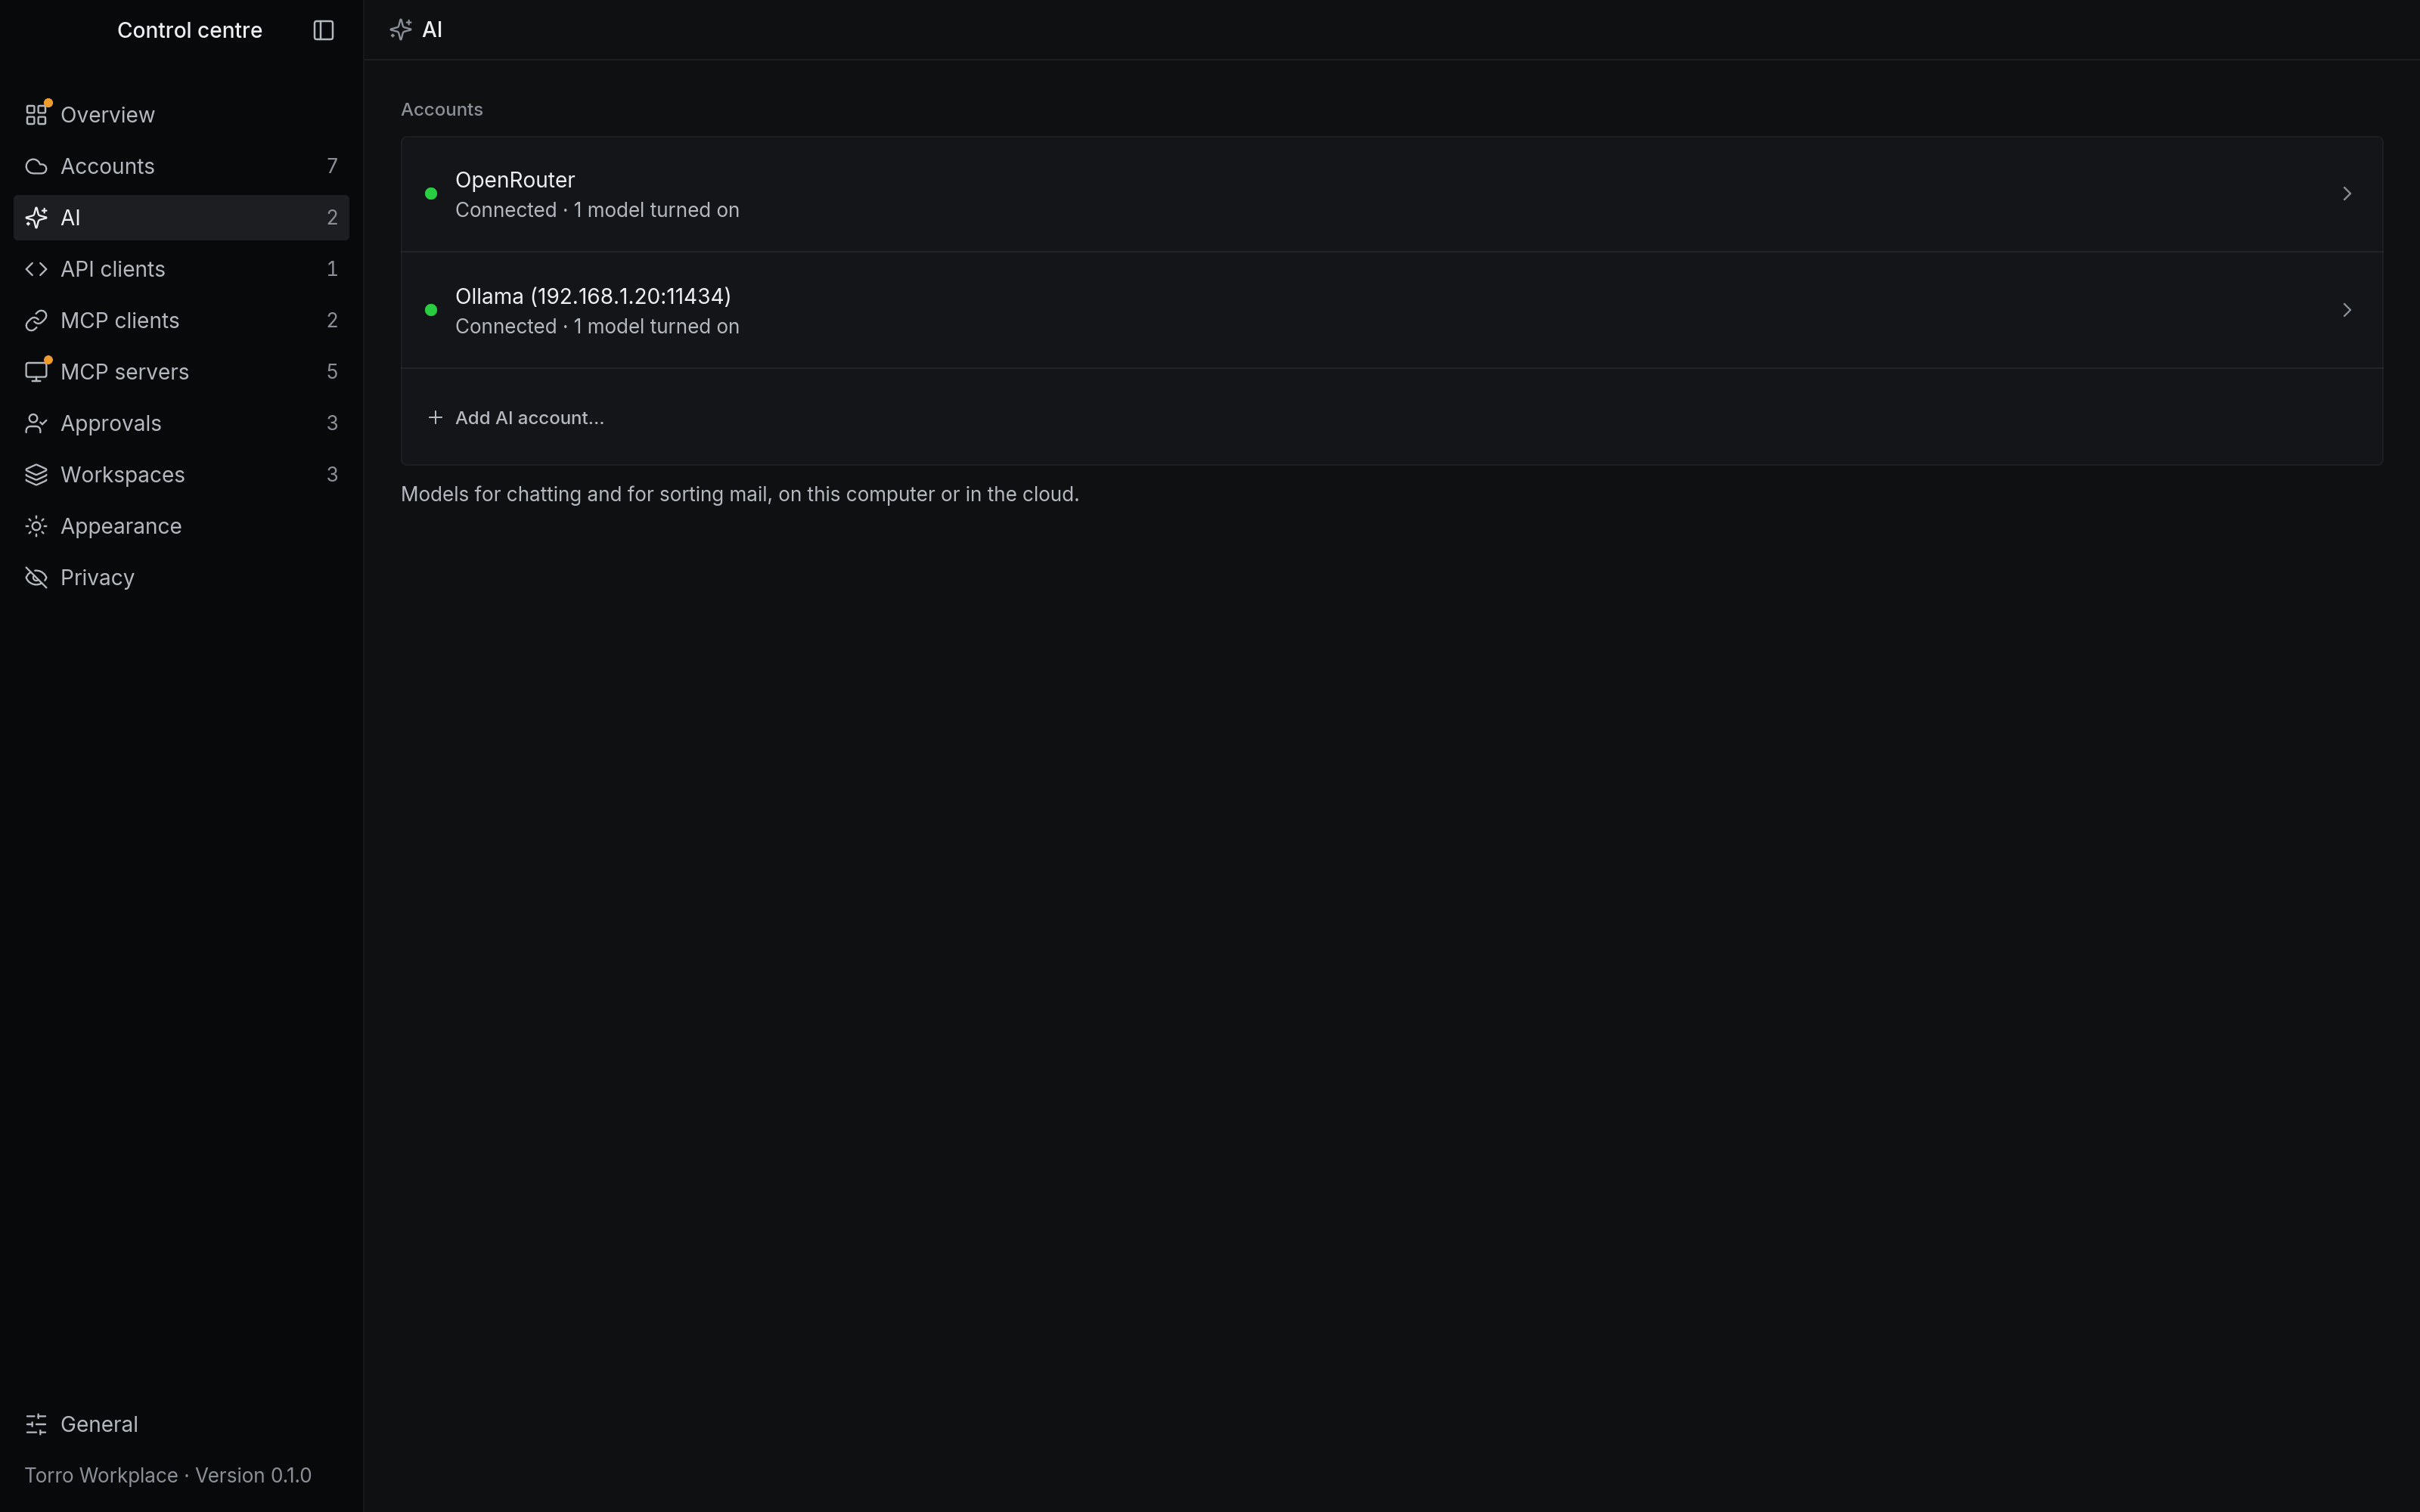 Control centre
Overview
Accounts 7
AI 2
API clients 1
MCP clients 2
MCP servers 5
Approvals 3
Workspaces 3
Appearance
Privacy
General
Torro Workplace · Version 0.1.0
AI
Accounts
OpenRouter
Connected · 1 model turned on
Ollama (192.168.1.20:11434)
Connected · 1 model turned on
Add AI account...
Models for chatting and for sorting mail, on this computer or in the cloud.